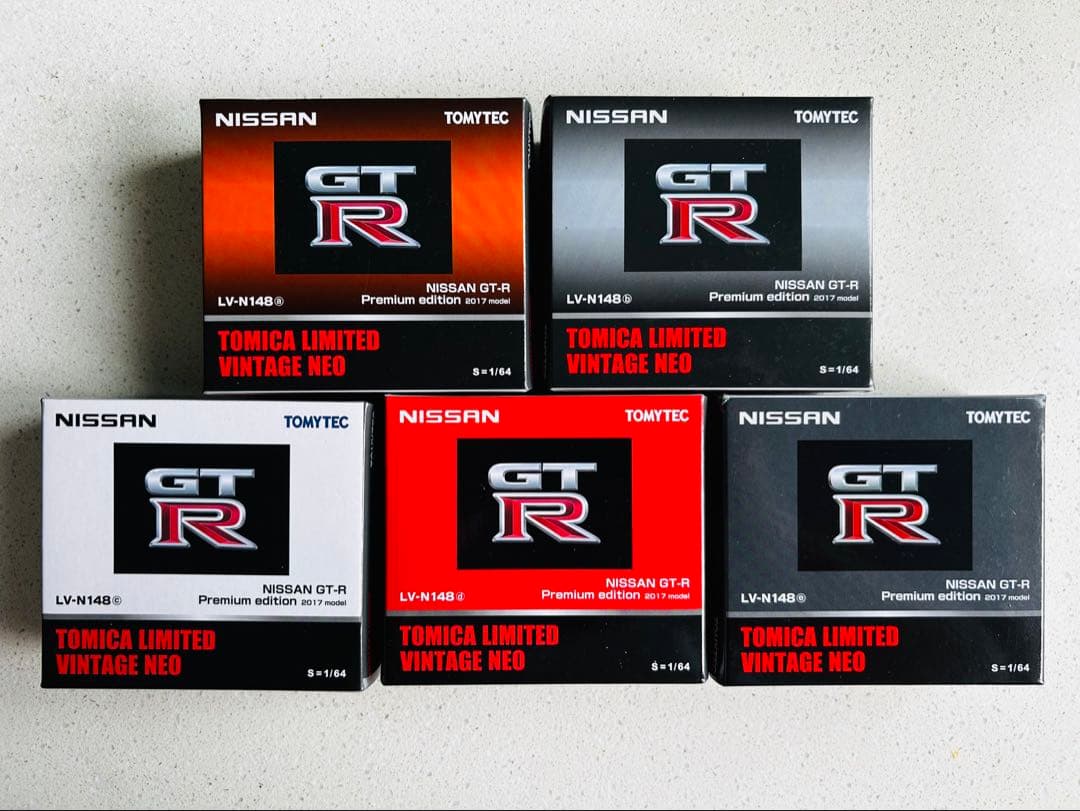 NISSAN TOMYTEC
GT
R
NISSAN GT-R
LV-N148ⓐ Premium edition 2017 model
TOMICA LIMITED
VINTAGE NEO
S=1/64
NISSAN TOMYTEC
GT
R
NISSAN GT-R
LV-N148ⓑ Premium edition 2017 model
TOMICA LIMITED
VINTAGE NEO
S=1/64
NISSAN TOMYTEC
GT
R
NISSAN GT-R
LV-N148ⓒ Premium edition 2017 model
TOMICA LIMITED
VINTAGE NEO
S=1/64
NISSAN TOMYTEC
GT
R
NISSAN GT-R
LV-N148ⓓ Premium edition 2017 model
TOMICA LIMITED
VINTAGE NEO
S=1/64
NISSAN TOMYTEC
GT
R
NISSAN GT-R
LV-N148ⓔ Premium edition 2017 model
TOMICA LIMITED
VINTAGE NEO
S=1/64